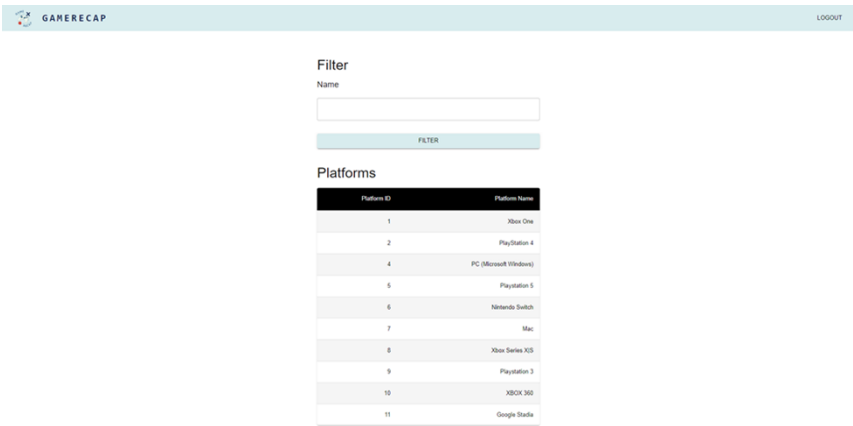 GAMERECAP LOGOUT
Filter
Name
FILTER
Platforms
Platform ID Platform Name
1 Xbox One
2 PlayStation 4
4 PC (Microsoft Windows)
5 Playstation 5
6 Nintendo Switch
7 Mac
8 Xbox Series X|S
9 Playstation 3
10 XBOX 360
11 Google Stadia